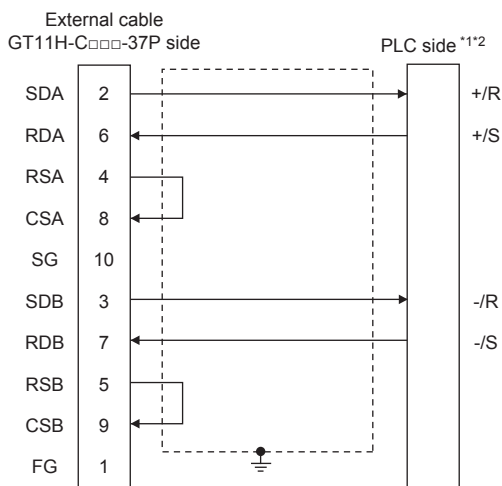 External cable
GT11H-C□□□-37P side
PLC side *1*2
SDA 2 +/R
RDA 6 +/S
RSA 4
CSA 8
SG 10
SDB 3 -/R
RDB 7 -/S
RSB 5
CSB 9
FG 1